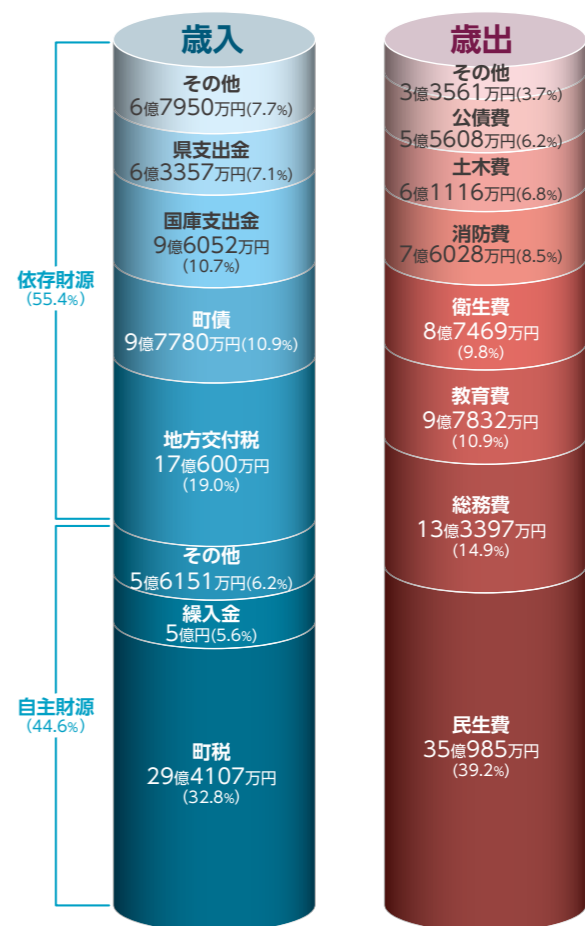 歳入
その他
6億7950万円(7.7%)
県支出金
6億3357万円(7.1%)
国庫支出金
9億6052万円
(10.7%)
町債
9億7780万円(10.9%)
地方交付税
17億600万円
(19.0%)
その他
5億6151万円(6.2%)
繰入金
5億円(5.6%)
町税
29億4107万円
(32.8%)
依存財源
(55.4%)
自主財源
(44.6%)
歳出
その他
3億3561万円(3.7%)
公債費
5億5608万円(6.2%)
土木費
6億1116万円(6.8%)
消防費
7億6028万円(8.5%)
衛生費
8億7469万円
(9.8%)
教育費
9億7832万円
(10.9%)
総務費
13億3397万円
(14.9%)
民生費
35億985万円
(39.2%)